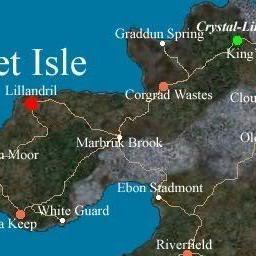 Graddun Spring
Crystal-Li
King
et Isle
Lillandril
Corgrad Wastes
Clou
Marbruk Brook
Ol
n Moor
Ebon Stadmont
White Guard
a Keep
Riverfield